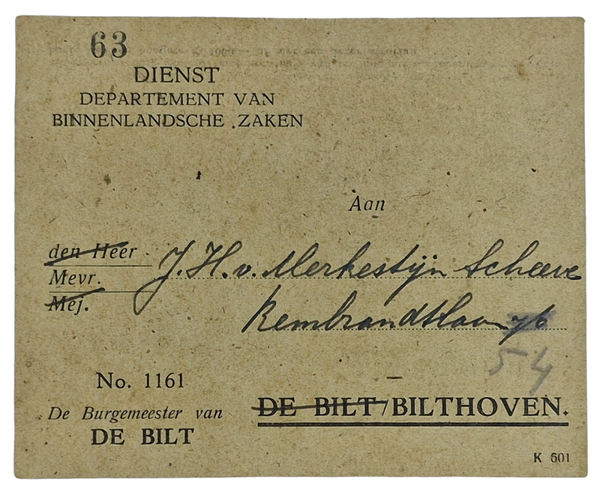 63
DIENST
DEPARTEMENT VAN
BINNENLANDSCHE ZAKEN
Aan
den Heer
Mevr.
Mej.
J. H. v. Merkestijn Scheeve
Rembrandtlaan 76
54
No. 1161
De Burgemeester van
DE BILT
DE BILT/BILTHOVEN.
K 601